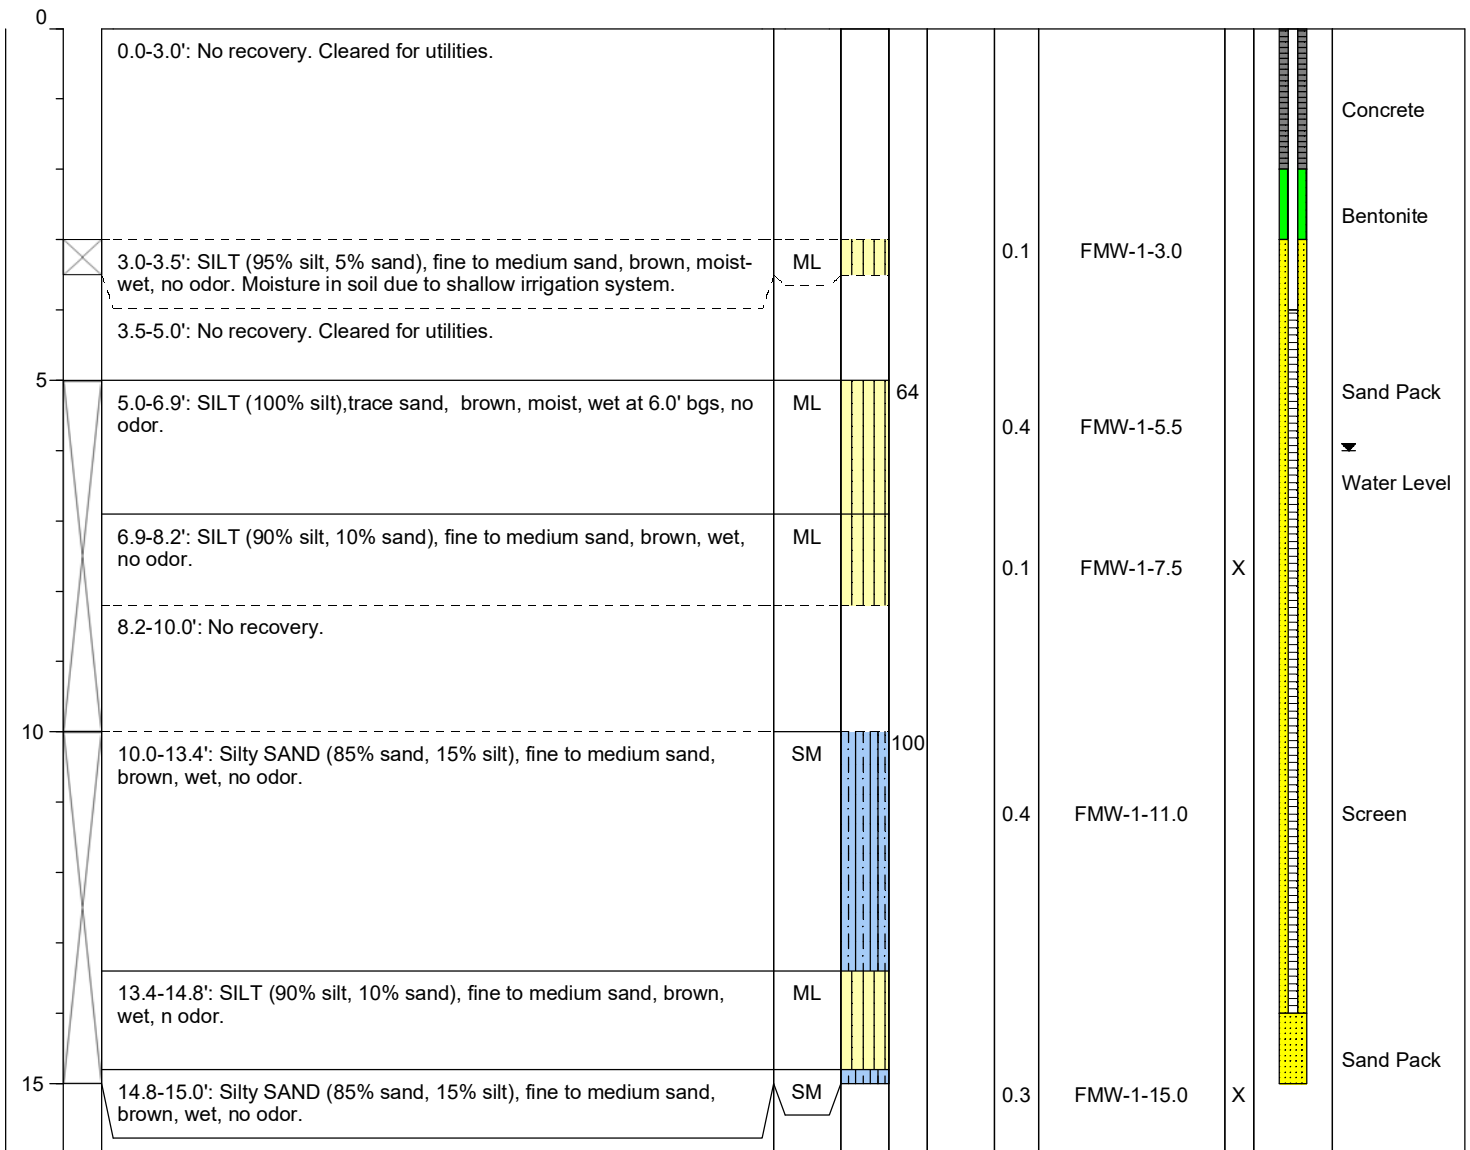 0
0.0-3.0': No recovery. Cleared for utilities.
Concrete
Bentonite
3.0-3.5': SILT (95% silt, 5% sand), fine to medium sand, brown, moist-
wet, no odor. Moisture in soil due to shallow irrigation system.
ML
0.1
FMW-1-3.0
3.5-5.0': No recovery. Cleared for utilities.
5
5.0-6.9': SILT (100% silt),trace sand,  brown, moist, wet at 6.0' bgs, no
odor.
ML
64
0.4
FMW-1-5.5
Sand Pack
Water Level
6.9-8.2': SILT (90% silt, 10% sand), fine to medium sand, brown, wet,
no odor.
ML
0.1
FMW-1-7.5
X
8.2-10.0': No recovery.
10
10.0-13.4': Silty SAND (85% sand, 15% silt), fine to medium sand,
brown, wet, no odor.
SM
100
0.4
FMW-1-11.0
Screen
13.4-14.8': SILT (90% silt, 10% sand), fine to medium sand, brown,
wet, n odor.
ML
Sand Pack
15
14.8-15.0': Silty SAND (85% sand, 15% silt), fine to medium sand,
brown, wet, no odor.
SM
0.3
FMW-1-15.0
X